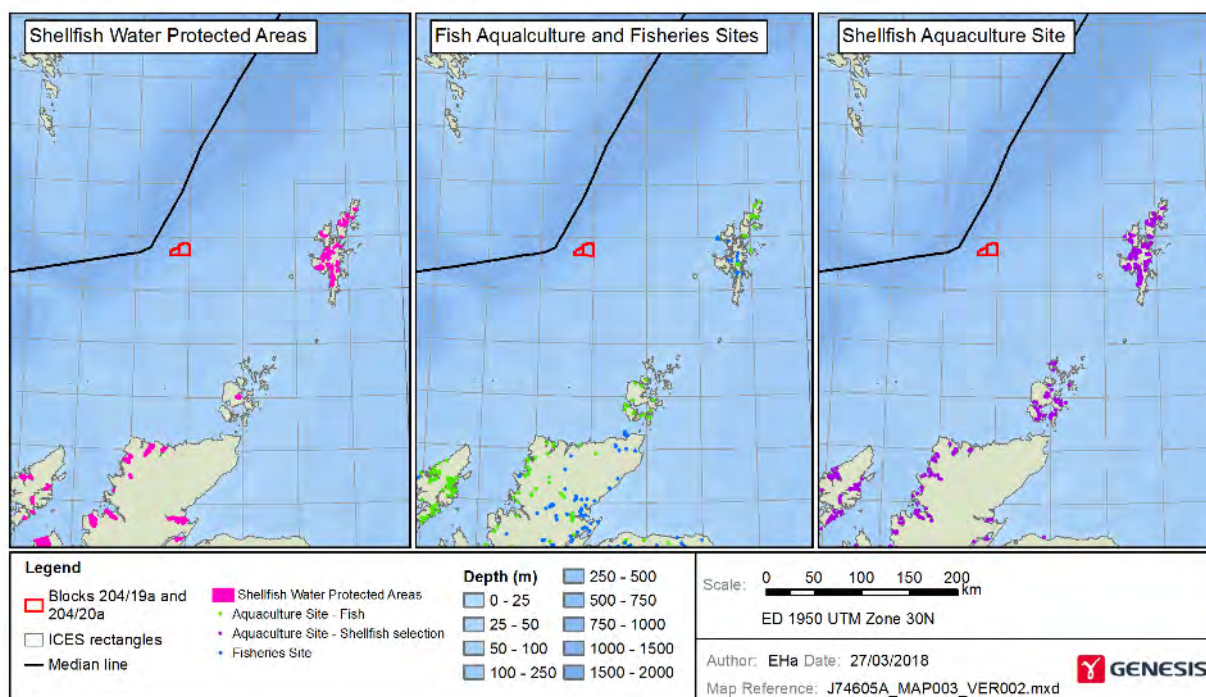 Shellfish Water Protected Areas
Fish Aqualculture and Fisheries Sites
Shellfish Aquaculture Site
Legend
Blocks 204/19a and
204/20a
ICES rectangles
Median line
Shellfish Water Protected Areas
Aquaculture Site - Fish
Aquaculture Site - Shellfish selection
Fisheries Site
Depth (m)
0 - 25
25 - 50
50 - 100
100 - 250
250 - 500
500 - 750
750 - 1000
1000 - 1500
1500 - 2000
Scale: 0 50 100 150 200
km
ED 1950 UTM Zone 30N
Author: EHa Date: 27/03/2018
Map Reference: J74605A_MAP003_VER002.mxd
GENESIS